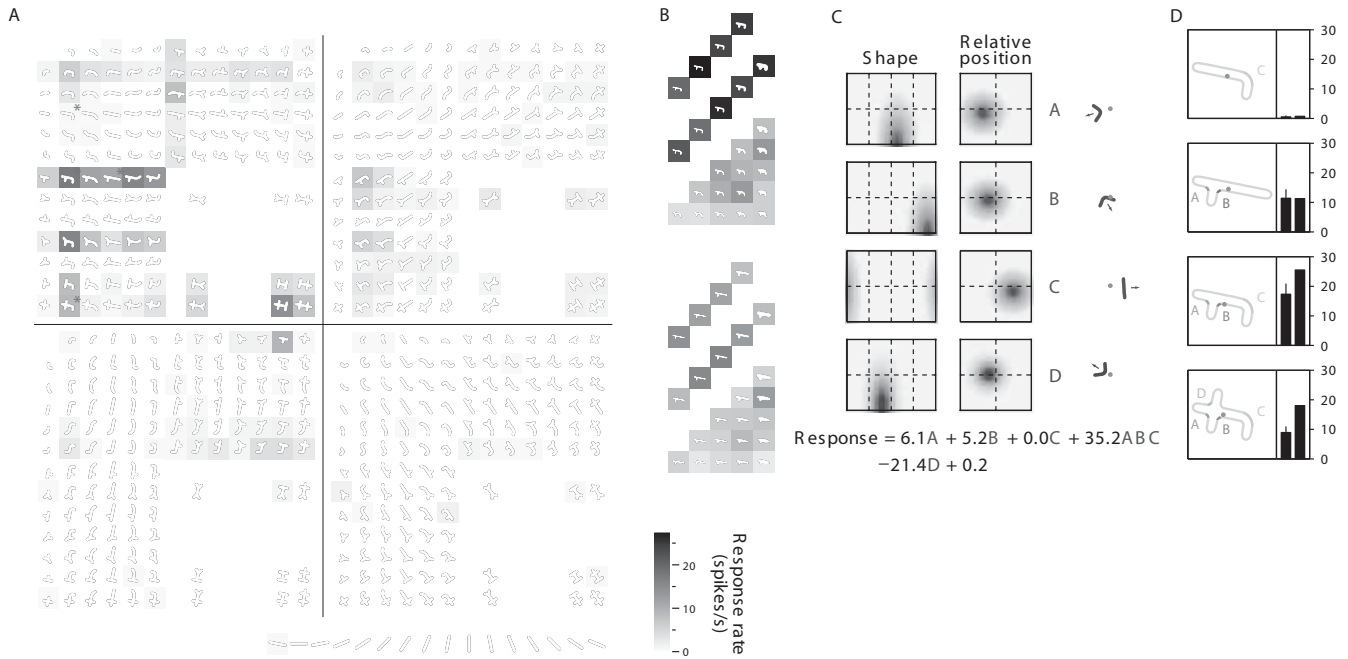 A
B
C
D
Shape
Relative
position
A
B
C
D
Response = 6.1A + 5.2B + 0.0C + 35.2ABC
−21.4D + 0.2
Response rate
(spikes/s)
20
10
0
C
30
20
10
0
A
B
30
20
10
0
A
B
C
30
20
10
0
D
A
B
C
30
20
10
0
*
*
*